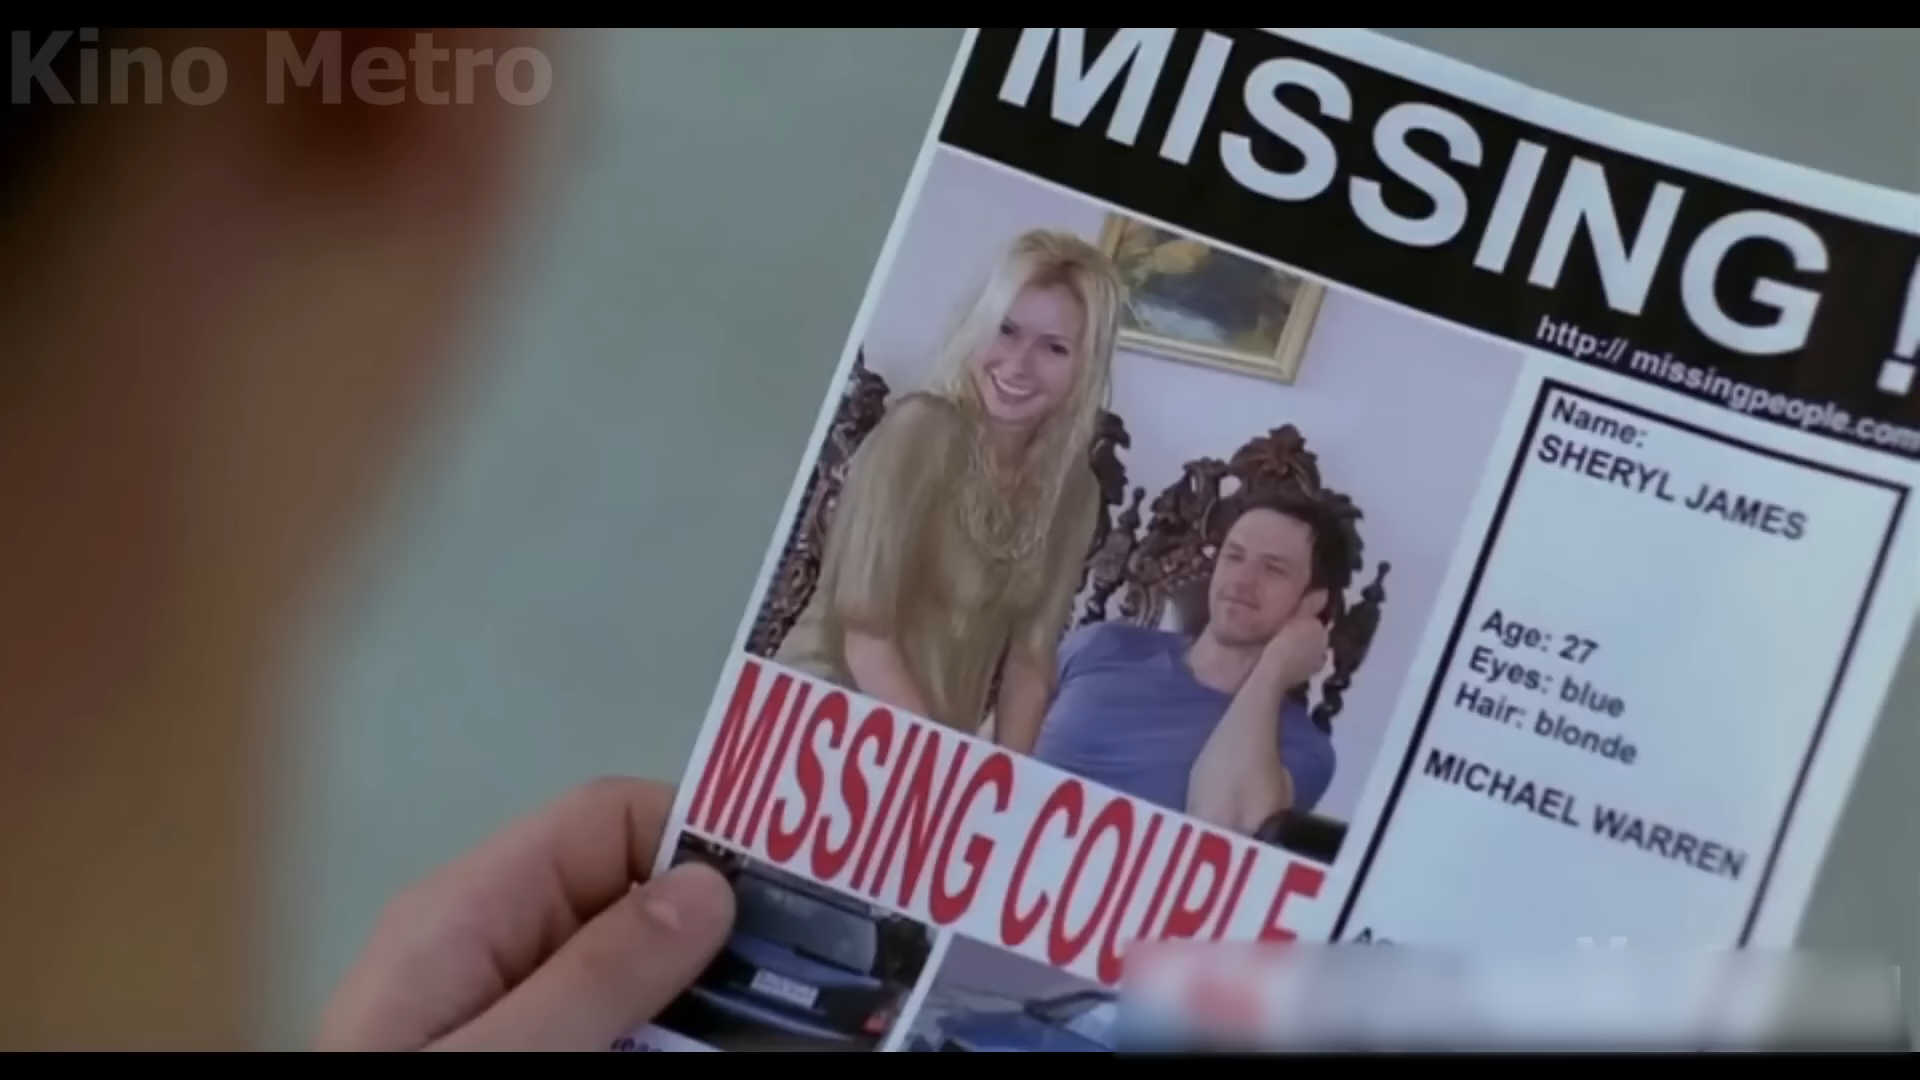 Kino Metro
MISSING !
http:// missingpeople.com
Name:
SHERYL JAMES
Age: 27
Eyes: blue
Hair: blonde
MICHAEL WARREN
MISSING COUPLE